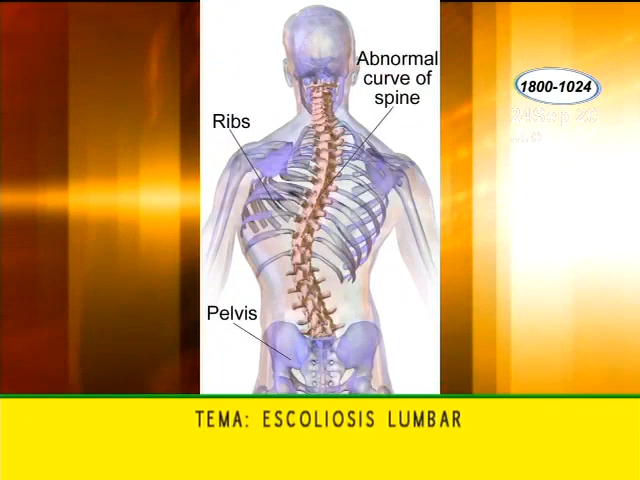 Abnormal
curve of
spine
1800-1024
Ribs
Pelvis
TEMA: ESCOLIOSIS LUMBAR